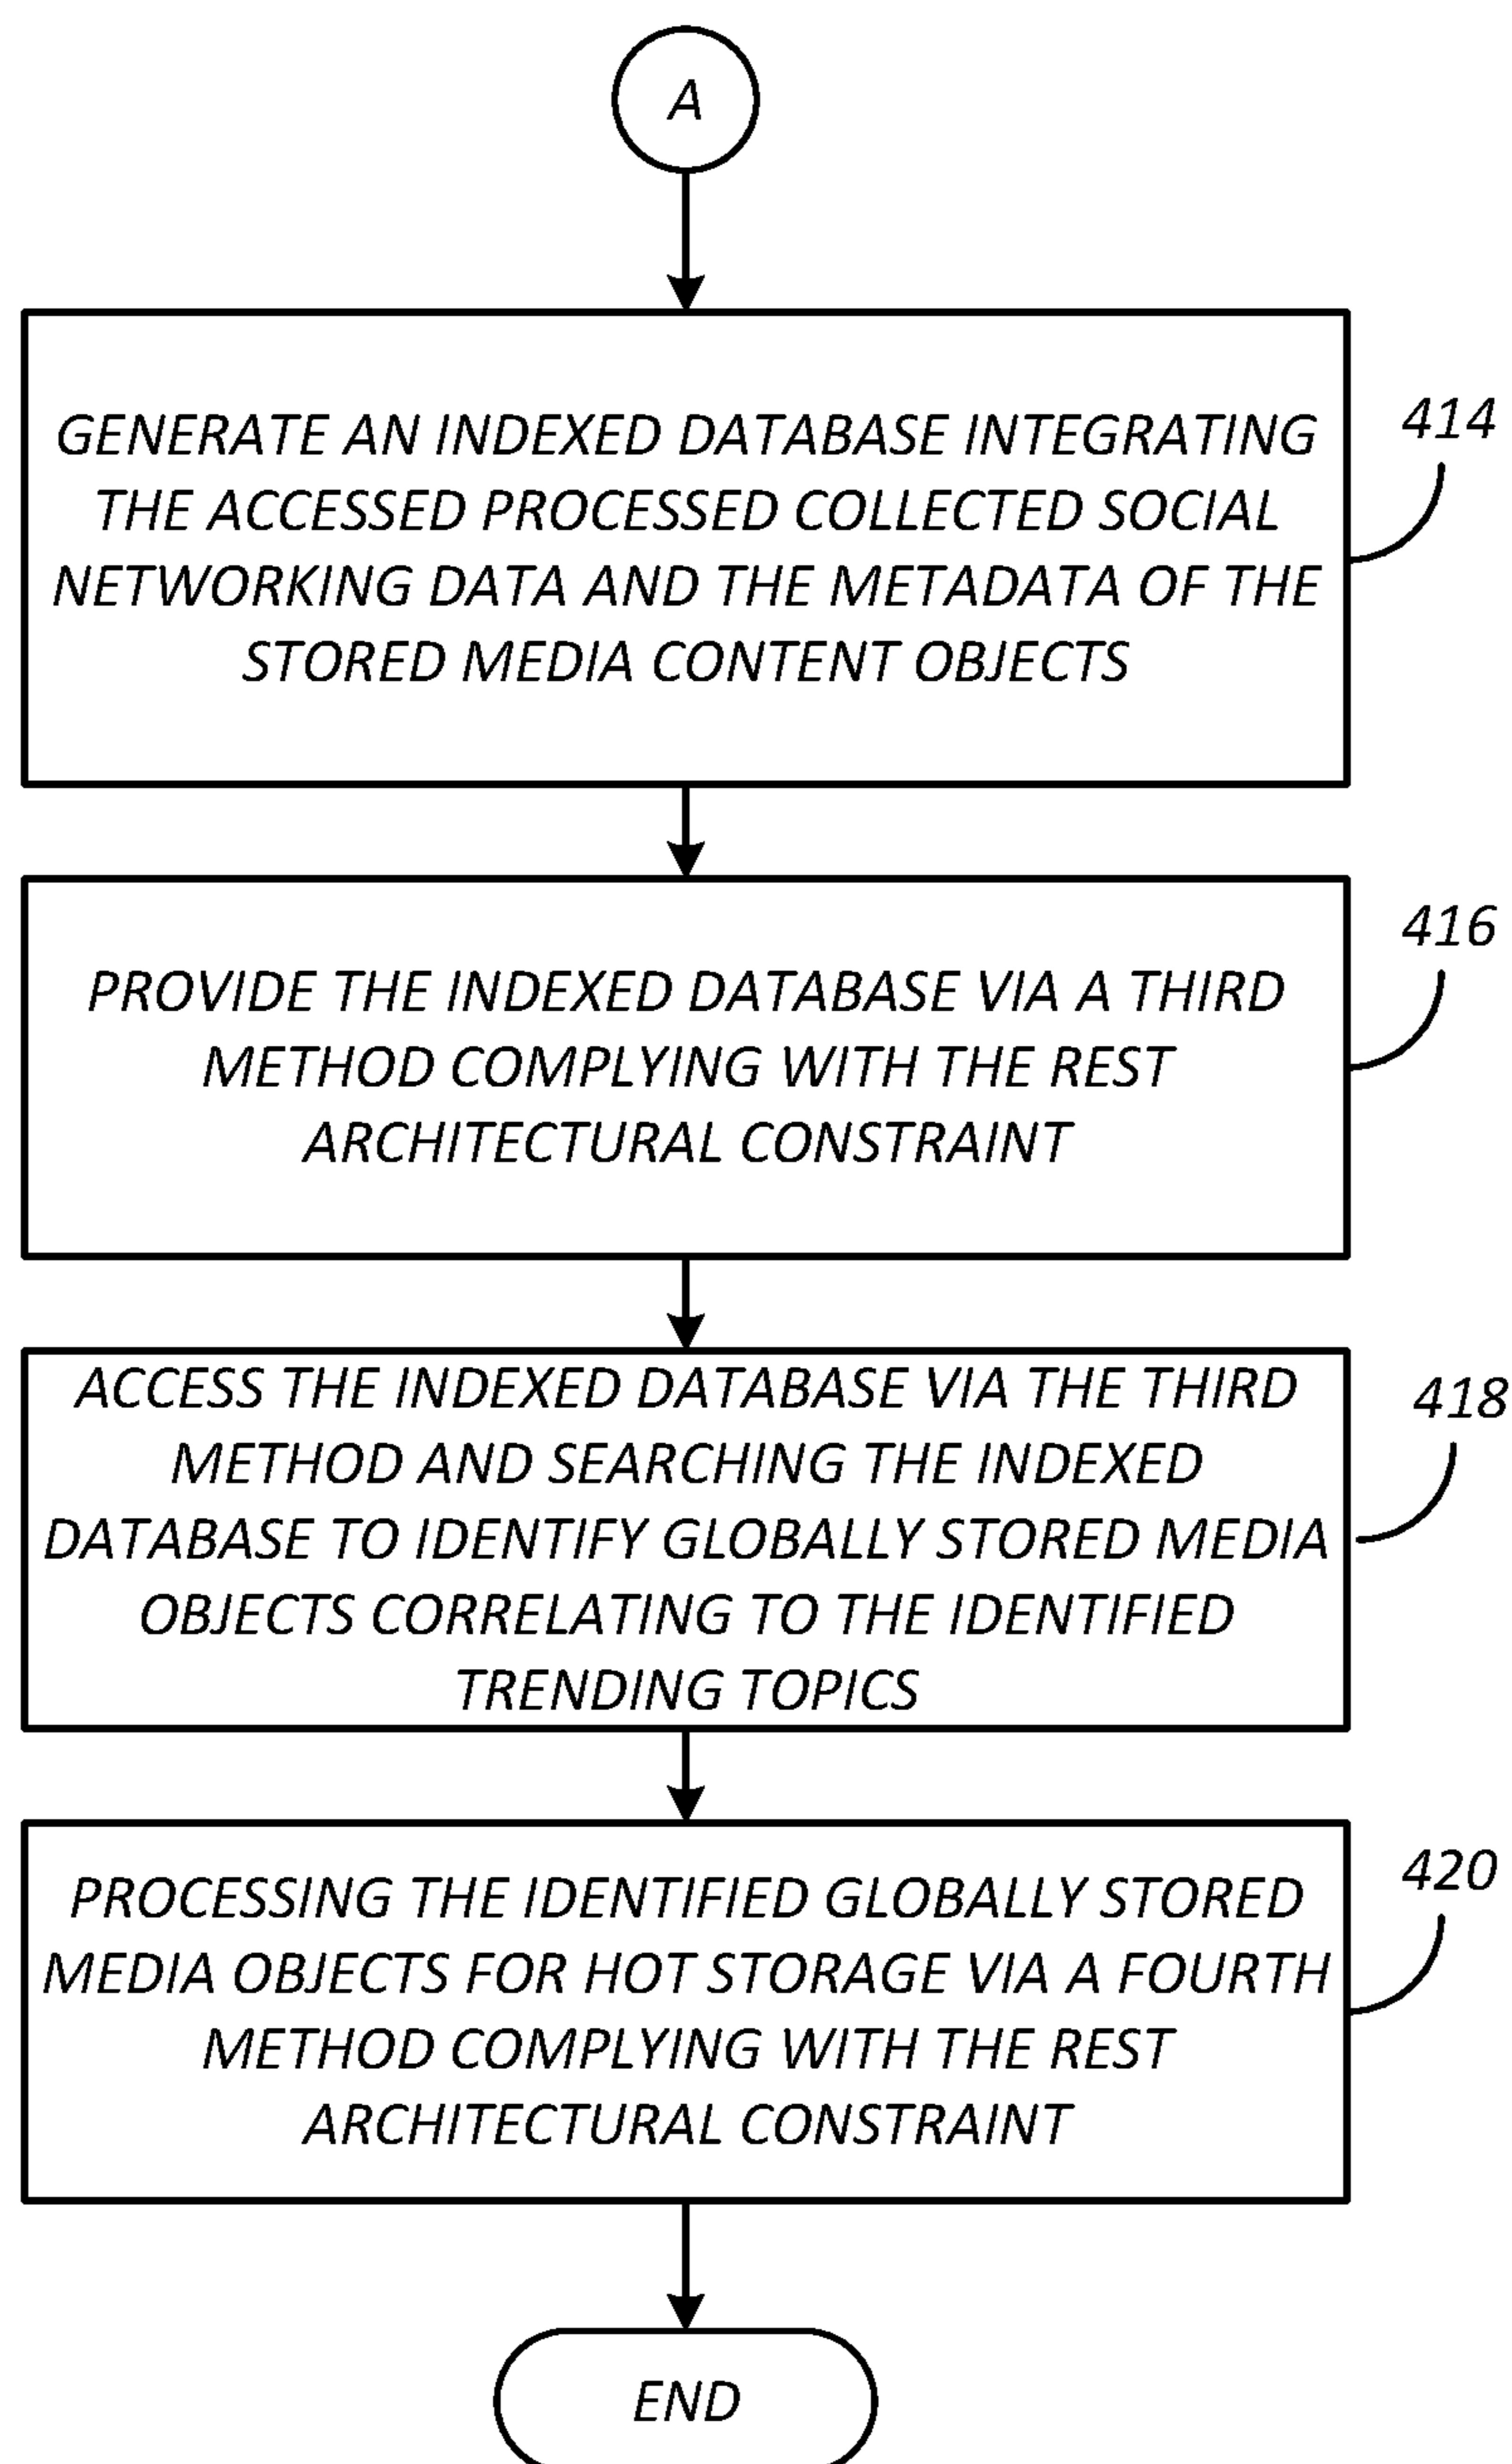 A
GENERATE AN INDEXED DATABASE INTEGRATING
THE ACCESSED PROCESSED COLLECTED SOCIAL
NETWORKING DATA AND THE METADATA OF THE
STORED MEDIA CONTENT OBJECTS
414
PROVIDE THE INDEXED DATABASE VIA A THIRD
METHOD COMPLYING WITH THE REST
ARCHITECTURAL CONSTRAINT
416
ACCESS THE INDEXED DATABASE VIA THE THIRD
METHOD AND SEARCHING THE INDEXED
DATABASE TO IDENTIFY GLOBALLY STORED MEDIA
OBJECTS CORRELATING TO THE IDENTIFIED
TRENDING TOPICS
418
PROCESSING THE IDENTIFIED GLOBALLY STORED
MEDIA OBJECTS FOR HOT STORAGE VIA A FOURTH
METHOD COMPLYING WITH THE REST
ARCHITECTURAL CONSTRAINT
420
END